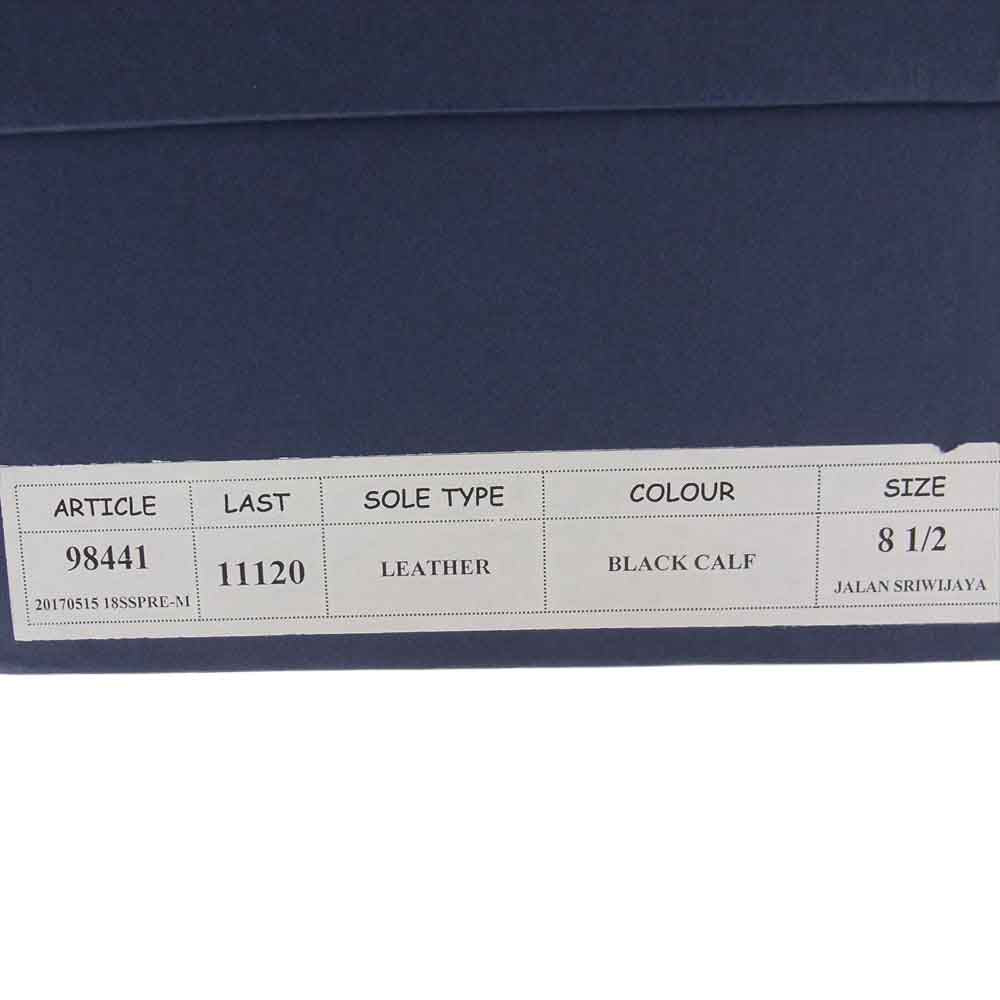 ARTICLE LAST SOLE TYPE COLOUR SIZE
98441 11120 LEATHER BLACK CALF 8 1/2
20170515 18SSPRE-M JALAN SRIWIJAYA